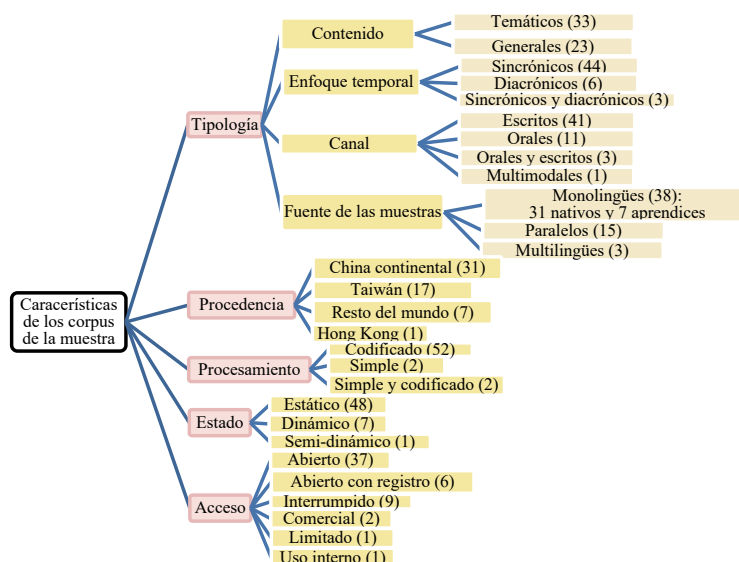 Cararcerísticas
de los corpus
de la muestra
Tipología
Contenido
Temáticos (33)
Generales (23)
Enfoque temporal
Sincrónicos (44)
Diacrónicos (6)
Sincrónicos y diacrónicos (3)
Canal
Escritos (41)
Orales (11)
Orales y escritos (3)
Multimodales (1)
Fuente de las muestras
Monolingües (38):
31 nativos y 7 aprendices
Paralelos (15)
Multilingües (3)
Procedencia
China continental (31)
Taiwán (17)
Resto del mundo (7)
Hong Kong (1)
Procesamiento
Codificado (52)
Simple (2)
Simple y codificado (2)
Estado
Estático (48)
Dinámico (7)
Semi-dinámico (1)
Acceso
Abierto (37)
Abierto con registro (6)
Interrumpido (9)
Comercial (2)
Limitado (1)
Uso interno (1)